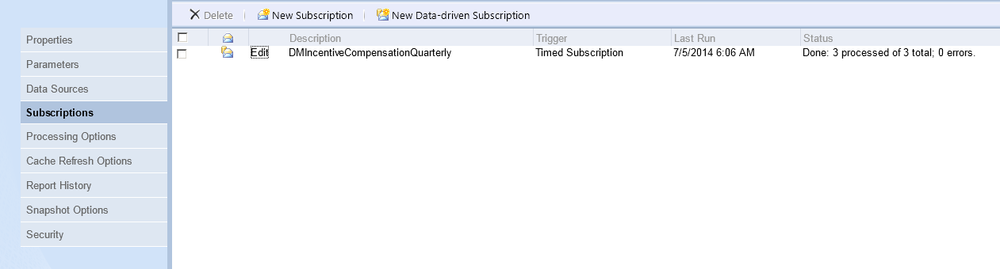 Delete New Subscription New Data-driven Subscription
Properties
Parameters
Data Sources
Subscriptions
Processing Options
Cache Refresh Options
Report History
Snapshot Options
Security
Description Trigger Last Run Status
Edit DMIncentiveCompensationQuarterly Timed Subscription 7/5/2014 6:06 AM Done: 3 processed of 3 total; 0 errors.